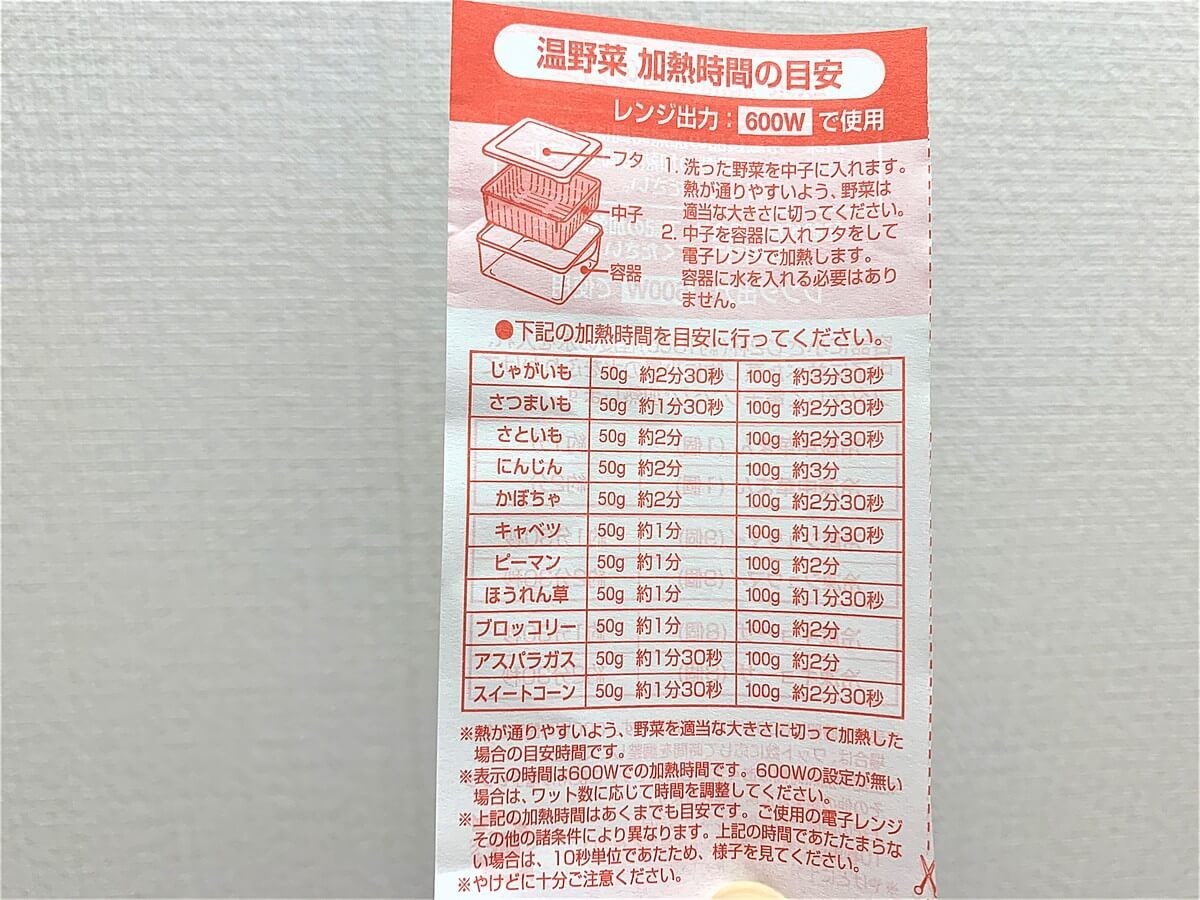 温野菜 加熱時間の目安
レンジ出力：600Wで使用
フタ
中子
容器
1. 洗った野菜を中子に入れます。
熱が通りやすいよう、野菜は
適当な大きさに切ってください。
2. 中子を容器に入れフタをして
電子レンジで加熱します。
容器に水を入れる必要はあり
ません。
●下記の加熱時間を目安に行ってください。
じゃがいも 50g 約2分30秒 100g 約3分30秒
さつまいも 50g 約1分30秒 100g 約2分30秒
さといも 50g 約2分 100g 約2分30秒
にんじん 50g 約2分 100g 約3分
かぼちゃ 50g 約2分 100g 約2分30秒
キャベツ 50g 約1分 100g 約1分30秒
ピーマン 50g 約1分 100g 約2分
ほうれん草 50g 約1分 100g 約1分30秒
ブロッコリー 50g 約1分 100g 約2分
アスパラガス 50g 約1分30秒 100g 約2分
スイートコーン 50g 約1分30秒 100g 約2分30秒
※熱が通りやすいよう、野菜を適当な大きさに切って加熱した
場合の目安時間です。
※表示の時間は600Wでの加熱時間です。600Wの設定が無い
場合は、ワット数に応じて時間を調整してください。
※上記の加熱時間はあくまでも目安です。ご使用の電子レンジ
その他の諸条件により異なります。上記の時間であたたまらな
い場合は、10秒単位であたため、様子を見てください。
※やけどに十分ご注意ください。